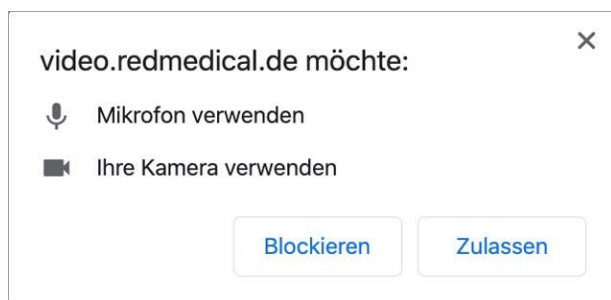 video.redmedical.de möchte:
Mikrofon verwenden
Ihre Kamera verwenden
Blockieren Zulassen